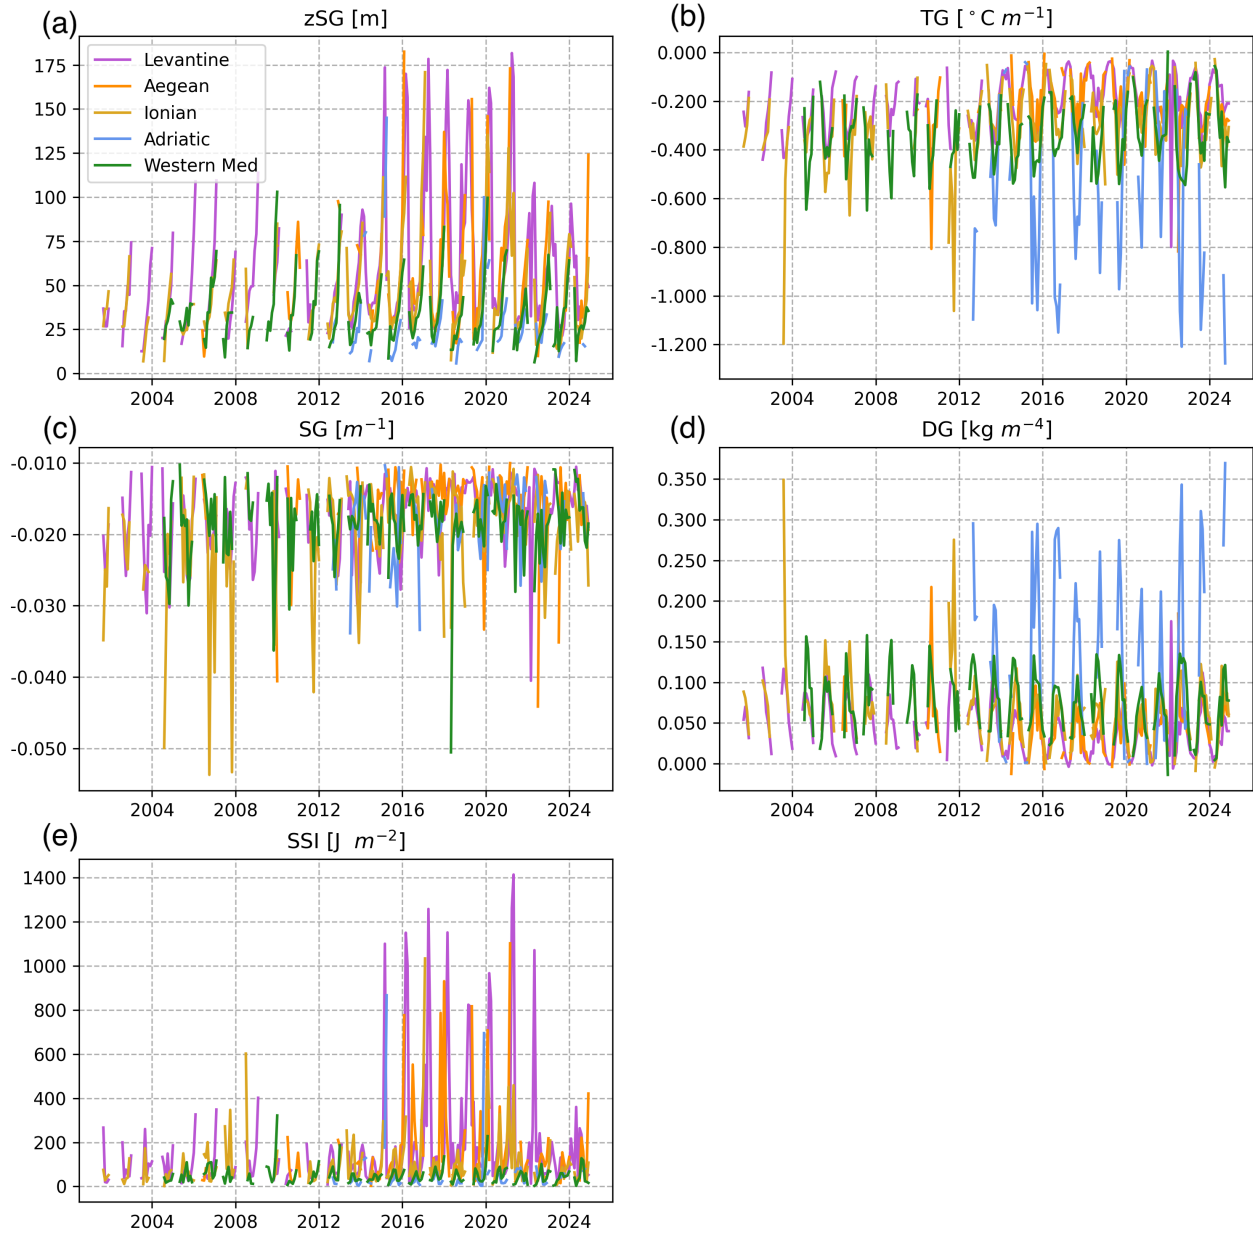 (a)
zSG [m]
175
150
125
100
75
50
25
0
Levantine
Aegean
Ionian
Adriatic
Western Med
2004 2008 2012 2016 2020 2024
(b)
TG [°C m⁻¹]
0.000
-0.200
-0.400
-0.600
-0.800
-1.000
-1.200
2004 2008 2012 2016 2020 2024
(c)
SG [m⁻¹]
-0.010
-0.020
-0.030
-0.040
-0.050
2004 2008 2012 2016 2020 2024
(d)
DG [kg m⁻⁴]
0.350
0.300
0.250
0.200
0.150
0.100
0.050
0.000
2004 2008 2012 2016 2020 2024
(e)
SSI [J m⁻²]
1400
1200
1000
800
600
400
200
0
2004 2008 2012 2016 2020 2024